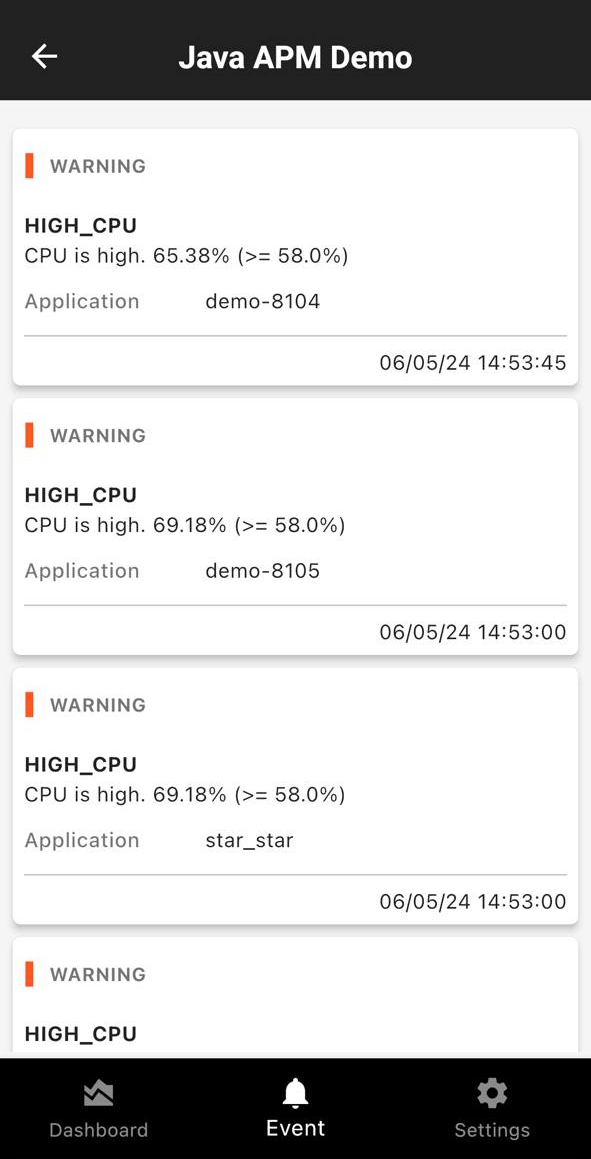 Java APM Demo
WARNING
HIGH_CPU
CPU is high. 65.38% (>= 58.0%)
Application demo-8104
06/05/24 14:53:45
WARNING
HIGH_CPU
CPU is high. 69.18% (>= 58.0%)
Application demo-8105
06/05/24 14:53:00
WARNING
HIGH_CPU
CPU is high. 69.18% (>= 58.0%)
Application star_star
06/05/24 14:53:00
WARNING
HIGH_CPU
Dashboard Event Settings